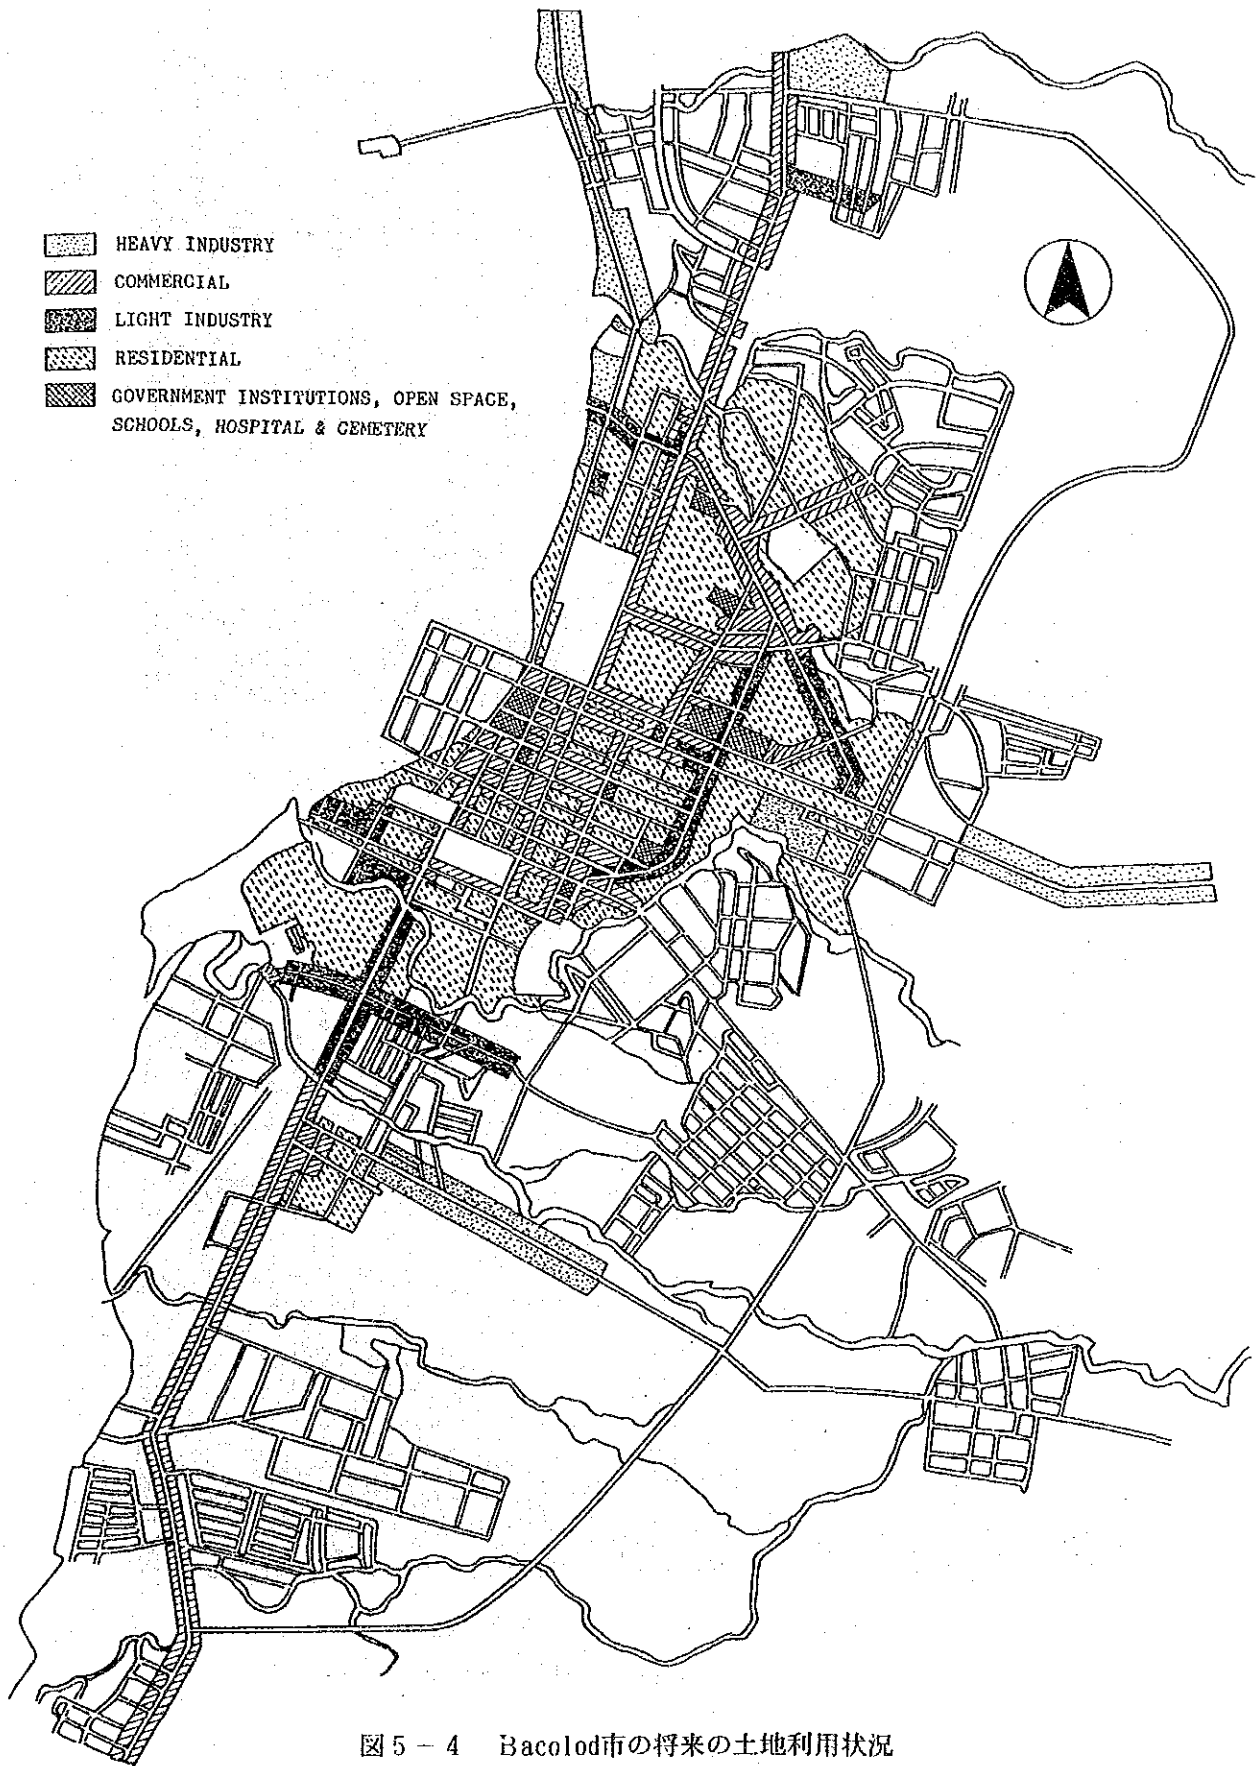 HEAVY INDUSTRY
COMMERCIAL
LIGHT INDUSTRY
RESIDENTIAL
GOVERNMENT INSTITUTIONS, OPEN SPACE,
SCHOOLS, HOSPITAL & CEMETERY
図5-4 Bacolod市の将来の土地利用状況